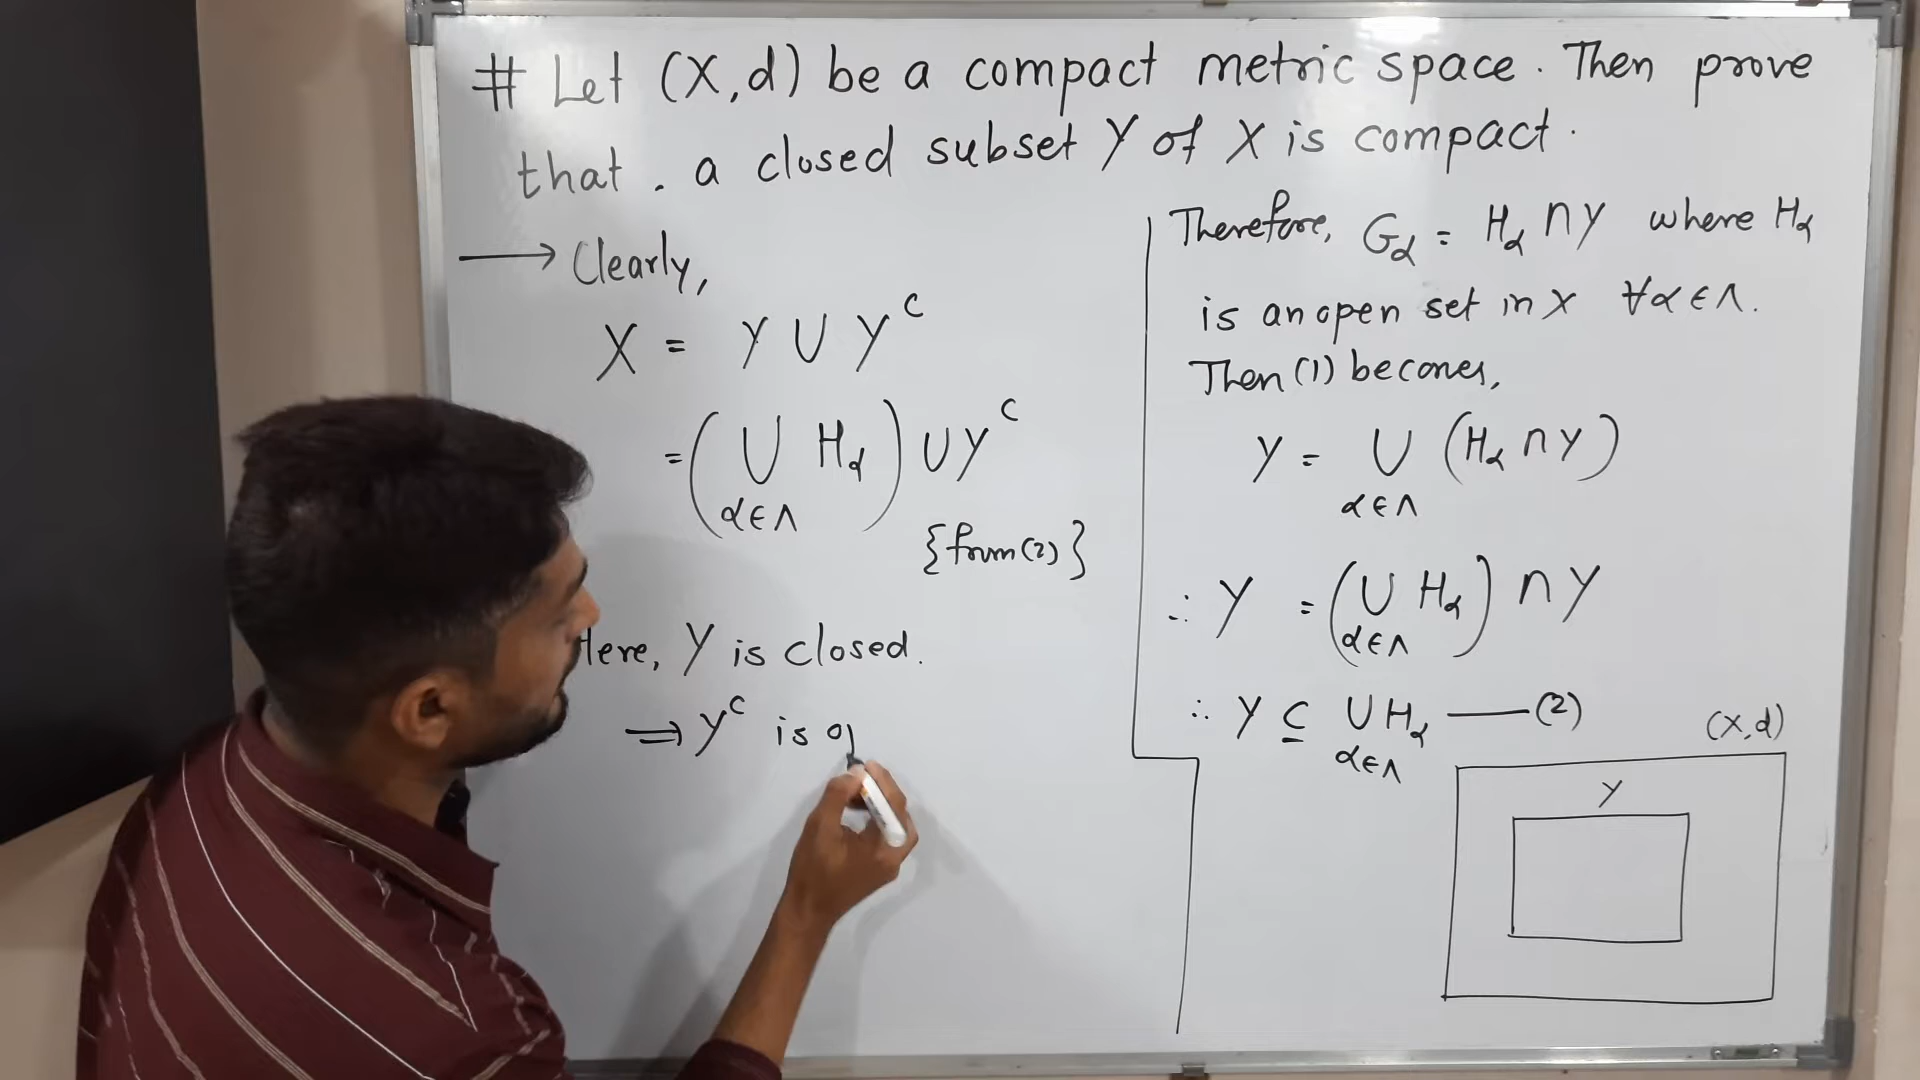 # Let (X,d) be a compact metric space. Then prove
that. a closed subset Y of X is compact.
⟶ Clearly,
X = Y ∪ Y^c
= (∪_{α∈Λ} H_α) ∪ Y^c
{from (2)}
Here, Y is closed.
⇒ Y^c is o
Therefore, G_α = H_α ∩ Y where H_α
is an open set in X ∀α∈Λ.
Then (1) becomes,
Y = ∪_{α∈Λ} (H_α ∩ Y)
∴ Y = (∪_{α∈Λ} H_α) ∩ Y
∴ Y ⊆ ∪_{α∈Λ} H_α —— (2)
(X,d)
Y